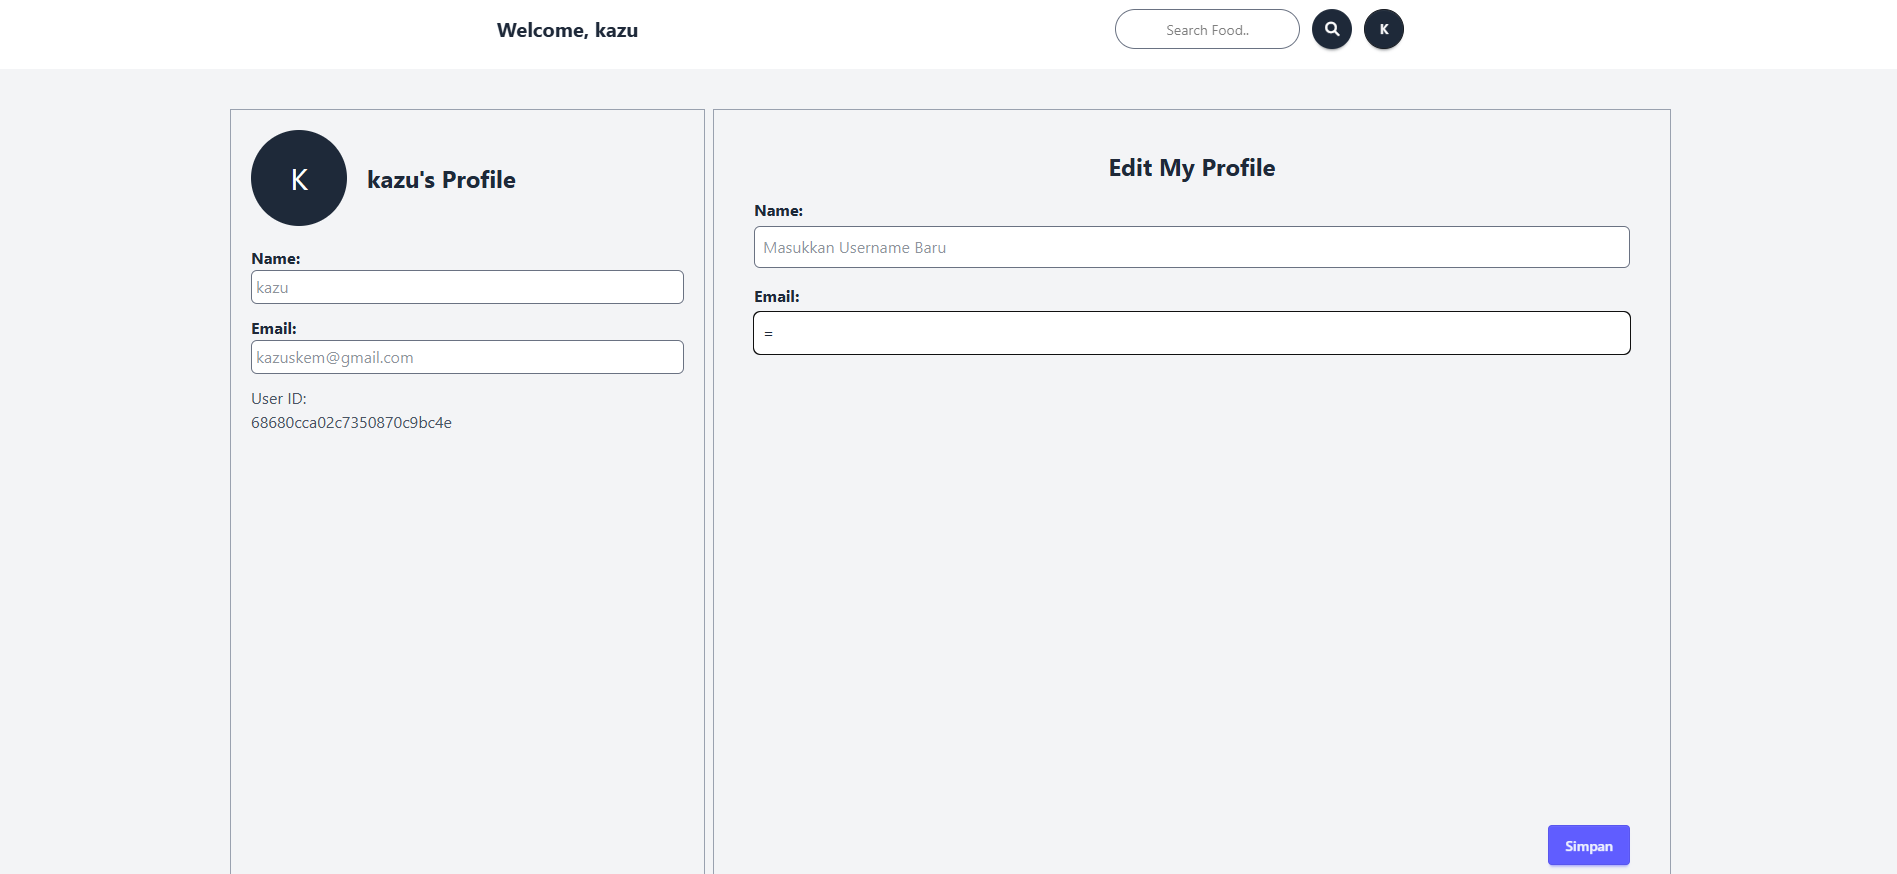 Welcome, kazu
Search Food..
K
K
kazu's Profile
Name:
kazu
Email:
kazuskem@gmail.com
User ID:
68680cca02c7350870c9bc4e
Edit My Profile
Name:
Masukkan Username Baru
Email:
=
Simpan